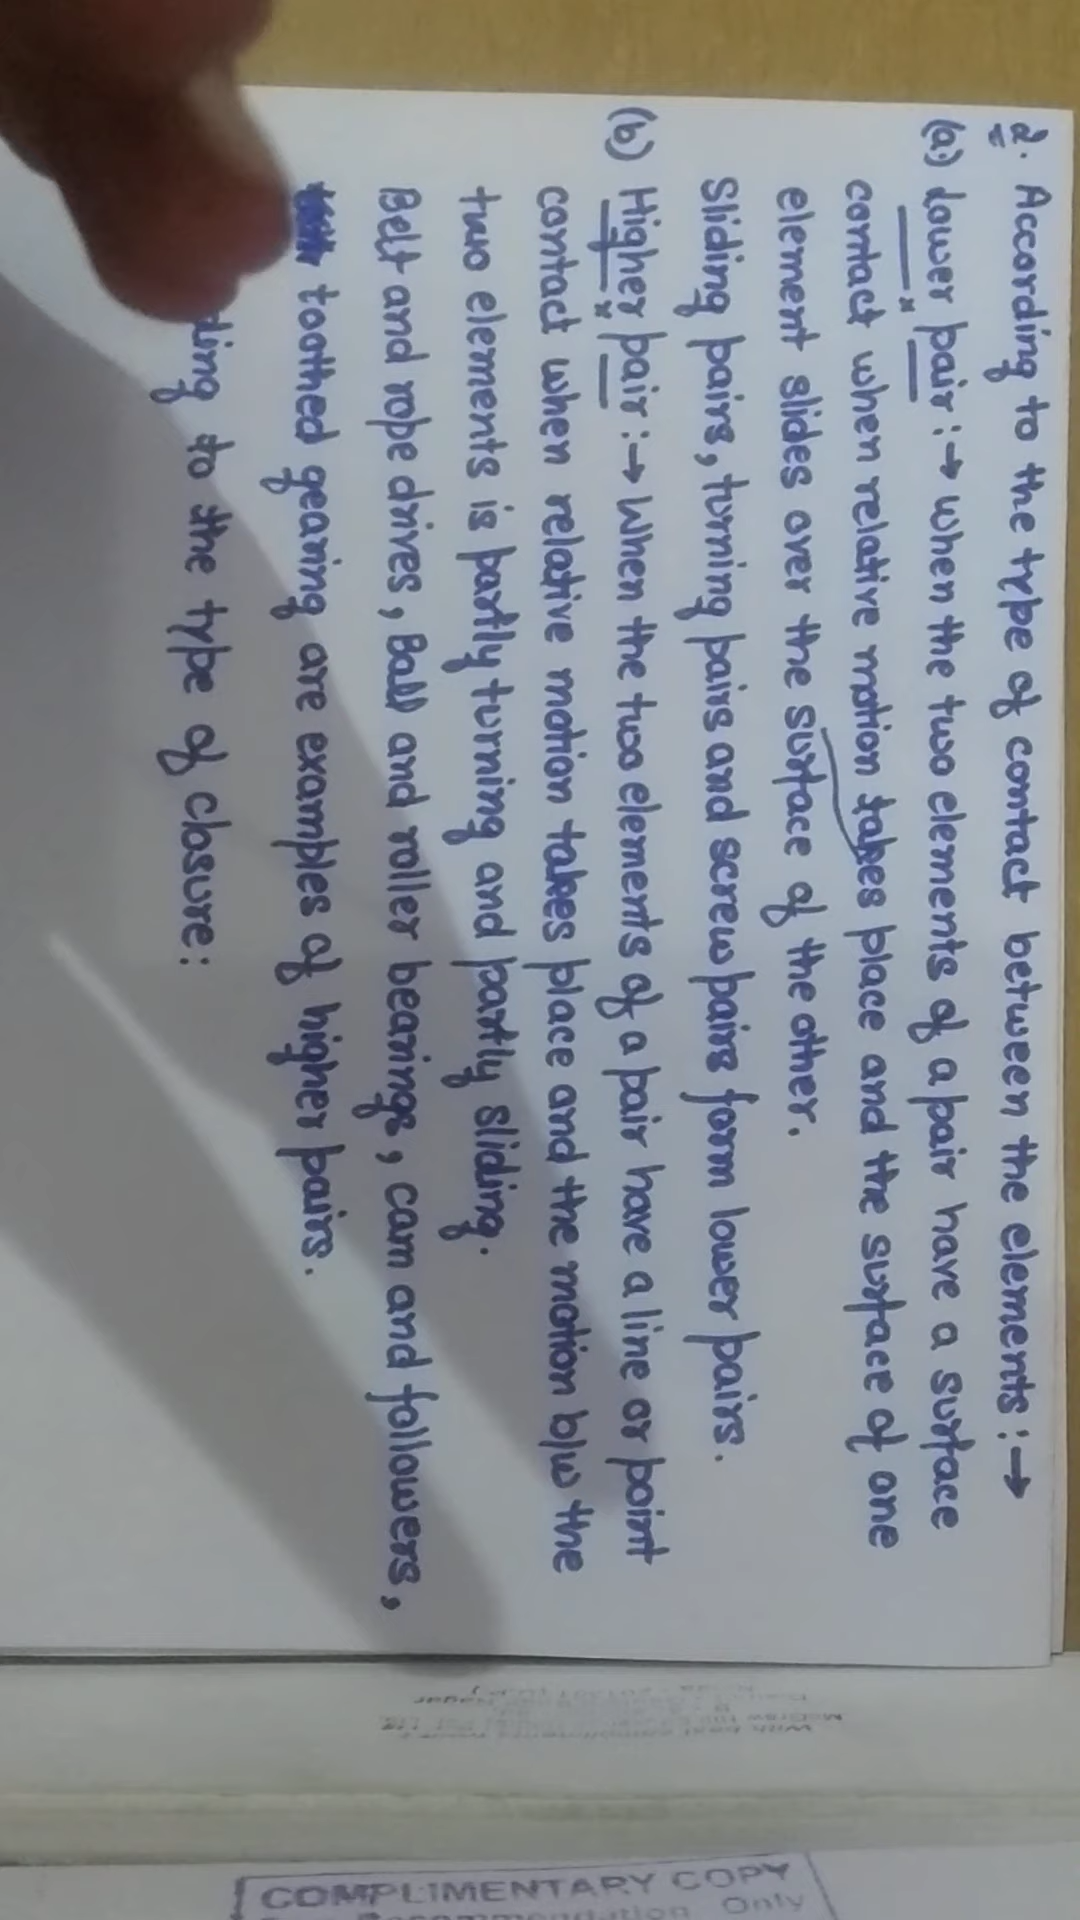 2. According to the type of contact between the elements :→
(a) Lower pair :→ when the two elements of a pair have a surface
contact when relative motion takes place and the surface of one
element slides over the surface of the other.
Sliding pairs, turning pairs and screw pairs form lower pairs.
(b) Higher pair :→ When the two elements of a pair have a line or point
contact when relative motion takes place and the motion b/w the
two elements is partly turning and partly sliding.
Belt and rope drives, Ball and roller bearings, cam and followers,
toothed gearing are examples of higher pairs.
ding to the type of closure:
COMPLIMENTARY COPY
Only